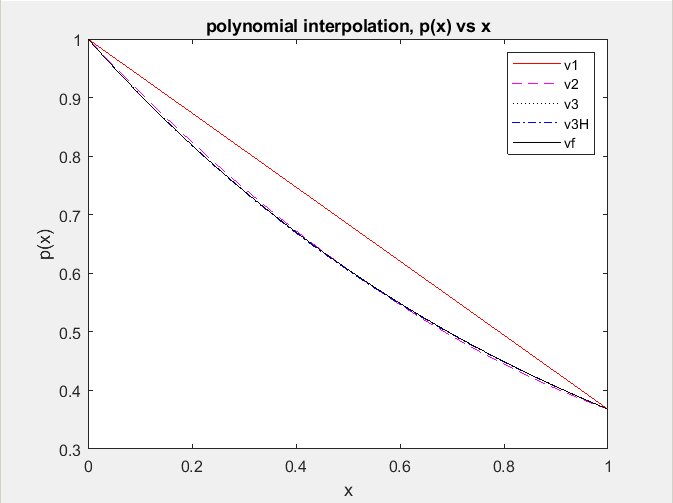 polynomial interpolation, p(x) vs x
1
0.9
0.8
0.7
0.6
0.5
0.4
0.3
p(x)
v1
v2
v3
v3H
vf
0 0.2 0.4 0.6 0.8 1
x